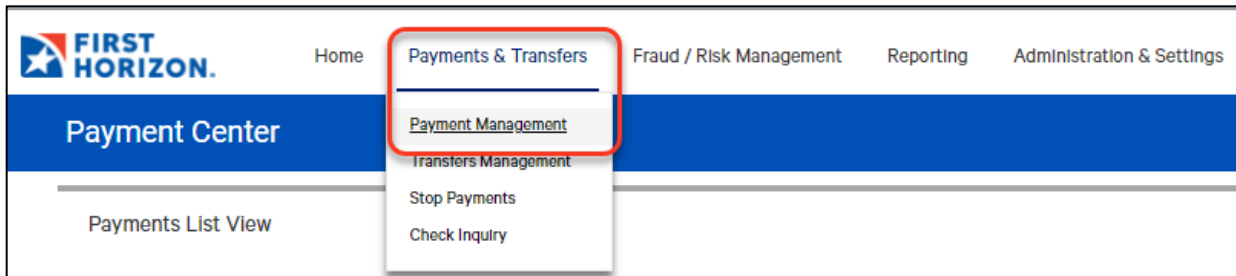 FIRST
HORIZON.
Home Payments & Transfers Fraud / Risk Management Reporting Administration & Settings
Payment Center
Payment Management
Transfers Management
Stop Payments
Payments List View
Check Inquiry